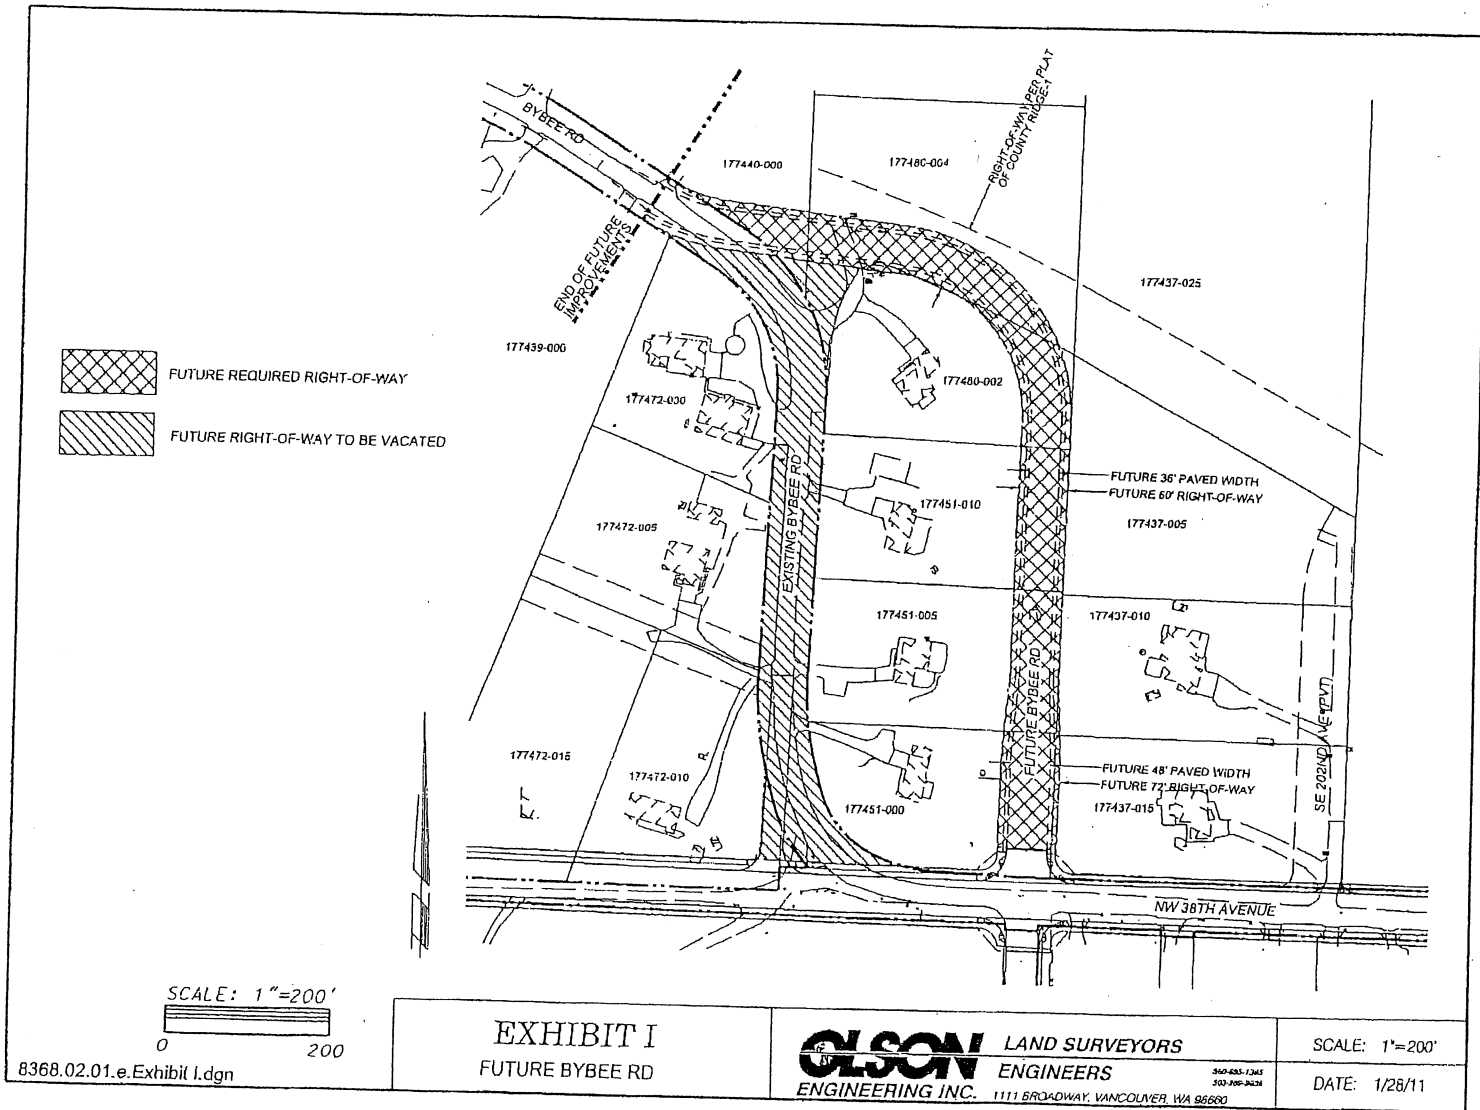 BYBEE RD
RIGHT-OF-WAY PER PLAT
OF COUNTY RIDGE-1
177440-000
177480-004
END OF FUTURE
IMPROVEMENTS
177437-025
177439-000
FUTURE REQUIRED RIGHT-OF-WAY
177480-002
FUTURE RIGHT-OF-WAY TO BE VACATED
EXISTING BYBEE RD
FUTURE 36' PAVED WIDTH
FUTURE 60' RIGHT-OF-WAY
177451-010
177437-005
177472-005
177451-005
177437-010
FUTURE BYBEE RD
SE 202ND AVE (PVT)
177472-015
177472-010
FUTURE 48' PAVED WIDTH
FUTURE 72' RIGHT-OF-WAY
177451-000
177437-015
NW 38TH AVENUE
SCALE: 1"=200'
0 200
8368.02.01.e.Exhibit I.dgn
EXHIBIT I
FUTURE BYBEE RD
OLSON
ENGINEERING INC.
LAND SURVEYORS
ENGINEERS
1111 BROADWAY, VANCOUVER, WA 98660
SCALE: 1"=200'
DATE: 1/28/11